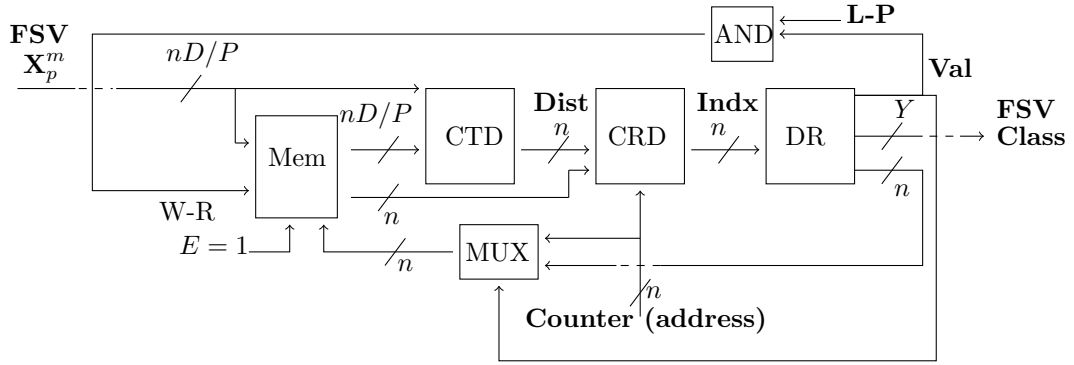 L-P
AND
FSV
X_p^m
nD/P
Val
Dist
Indx
nD/P
Y
FSV
Class
n
n
Mem
CTD
CRD
DR
n
n
W-R
E = 1
n
MUX
n
Counter (address)